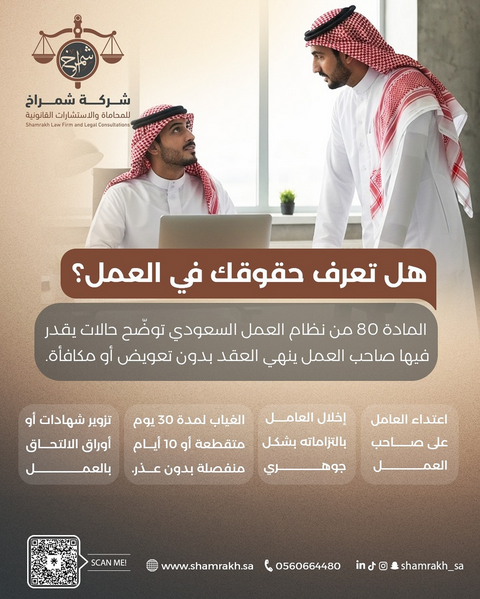 شمراخ
شركة شمراخ
للمحاماة والاستشارات القانونية
Shamrakh Law Firm and Legal Consultations
هل تعرف حقوقك في العمل؟
المادة 80 من نظام العمل السعودي توضّح حالات يقدر
فيها صاحب العمل ينهي العقد بدون تعويض أو مكافأة.
اعتداء العامل
على صاحب
العمل
إخلال العامل
بالتزاماته بشكل
جوهري
الغياب لمدة 30 يوم
متقطعة أو 10 أيام
منفصلة بدون عذر.
تزوير شهادات أو
أوراق الالتحاق
بالعمل
SCAN ME!
www.shamrakh.sa
0560664480
shamrakh_sa